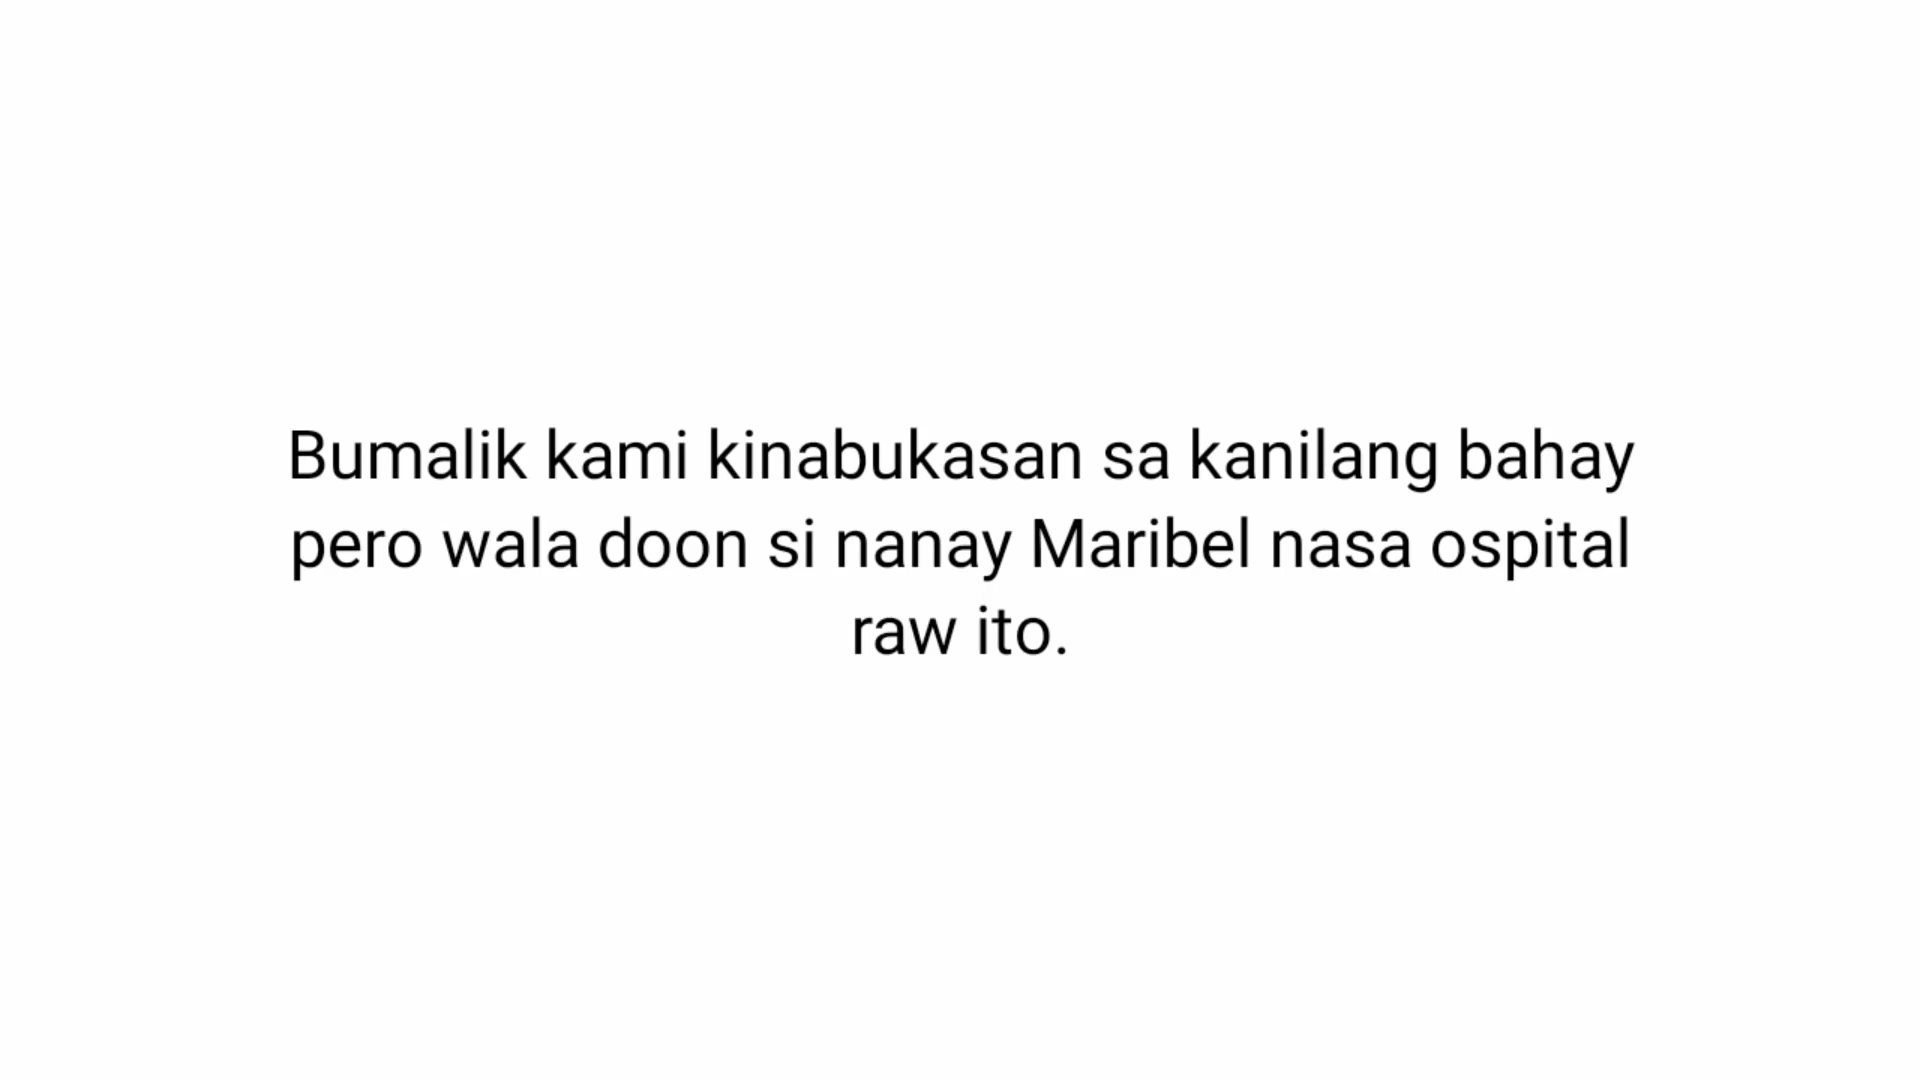 Bumalik kami kinabukasan sa kanilang bahay
pero wala doon si nanay Maribel nasa ospital
raw ito.